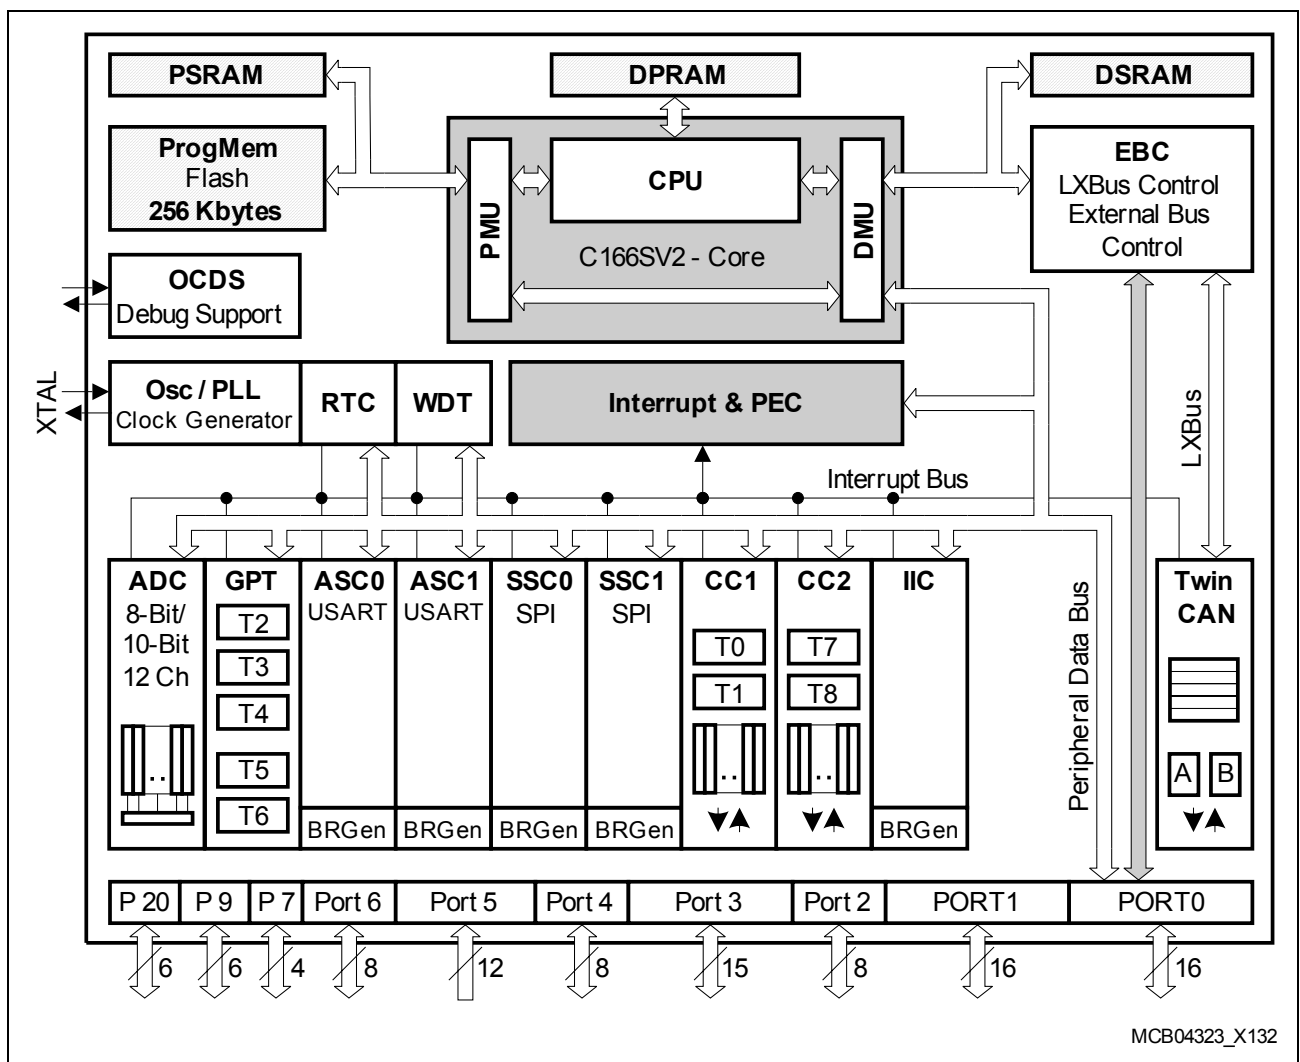 PSRAM
DPRAM
DSRAM
ProgMem
Flash
256 Kbytes
PMU
CPU
DMU
C166SV2 - Core
EBC
LXBus Control
External Bus
Control
OCDS
Debug Support
XTAL
Osc / PLL
Clock Generator
RTC
WDT
Interrupt & PEC
Interrupt Bus
LXBus
Peripheral Data Bus
ADC
8-Bit/
10-Bit
12 Ch
GPT
T2
T3
T4
T5
T6
ASC0
USART
BRGen
ASC1
USART
BRGen
SSC0
SPI
BRGen
SSC1
SPI
BRGen
CC1
T0
T1
..
CC2
T7
T8
..
IIC
BRGen
Twin
CAN
A
B
P 20
P 9
P 7
Port 6
Port 5
Port 4
Port 3
Port 2
PORT1
PORT0
6
6
4
8
12
8
15
8
16
16
MCB04323_X132